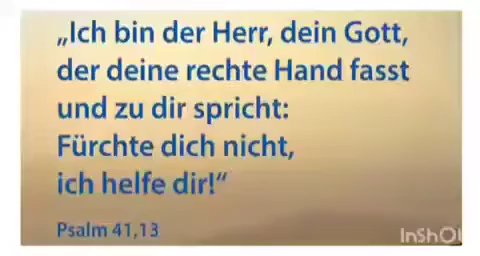 „Ich bin der Herr, dein Gott,
der deine rechte Hand fasst
und zu dir spricht:
Fürchte dich nicht,
ich helfe dir!“
Psalm 41,13
InShO